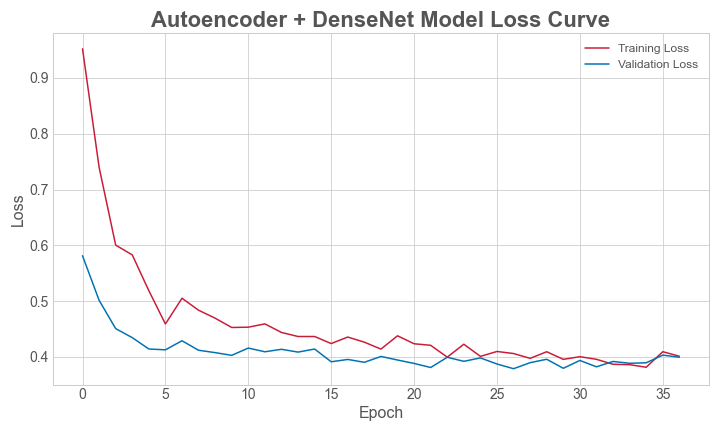 Autoencoder + DenseNet Model Loss Curve
Training Loss
Validation Loss
0.9
0.8
0.7
0.6
0.5
0.4
Loss
0 5 10 15 20 25 30 35
Epoch